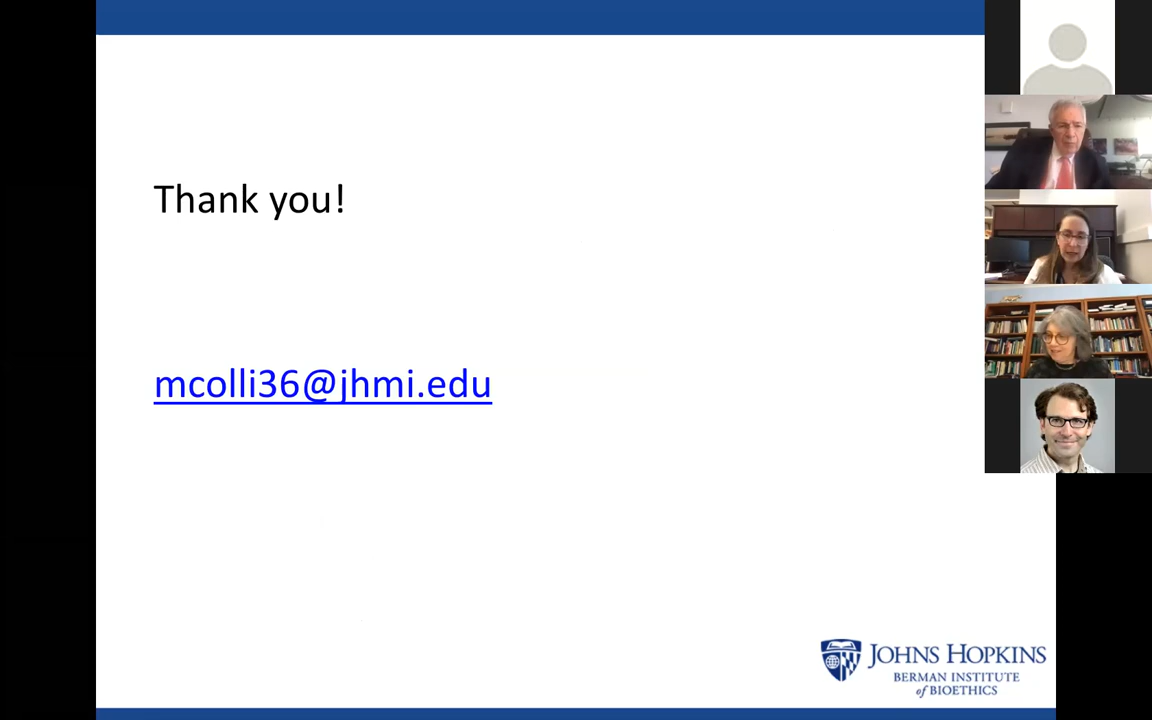 Thank you!
mcolli36@jhmi.edu
JOHNS HOPKINS
BERMAN INSTITUTE
of BIOETHICS